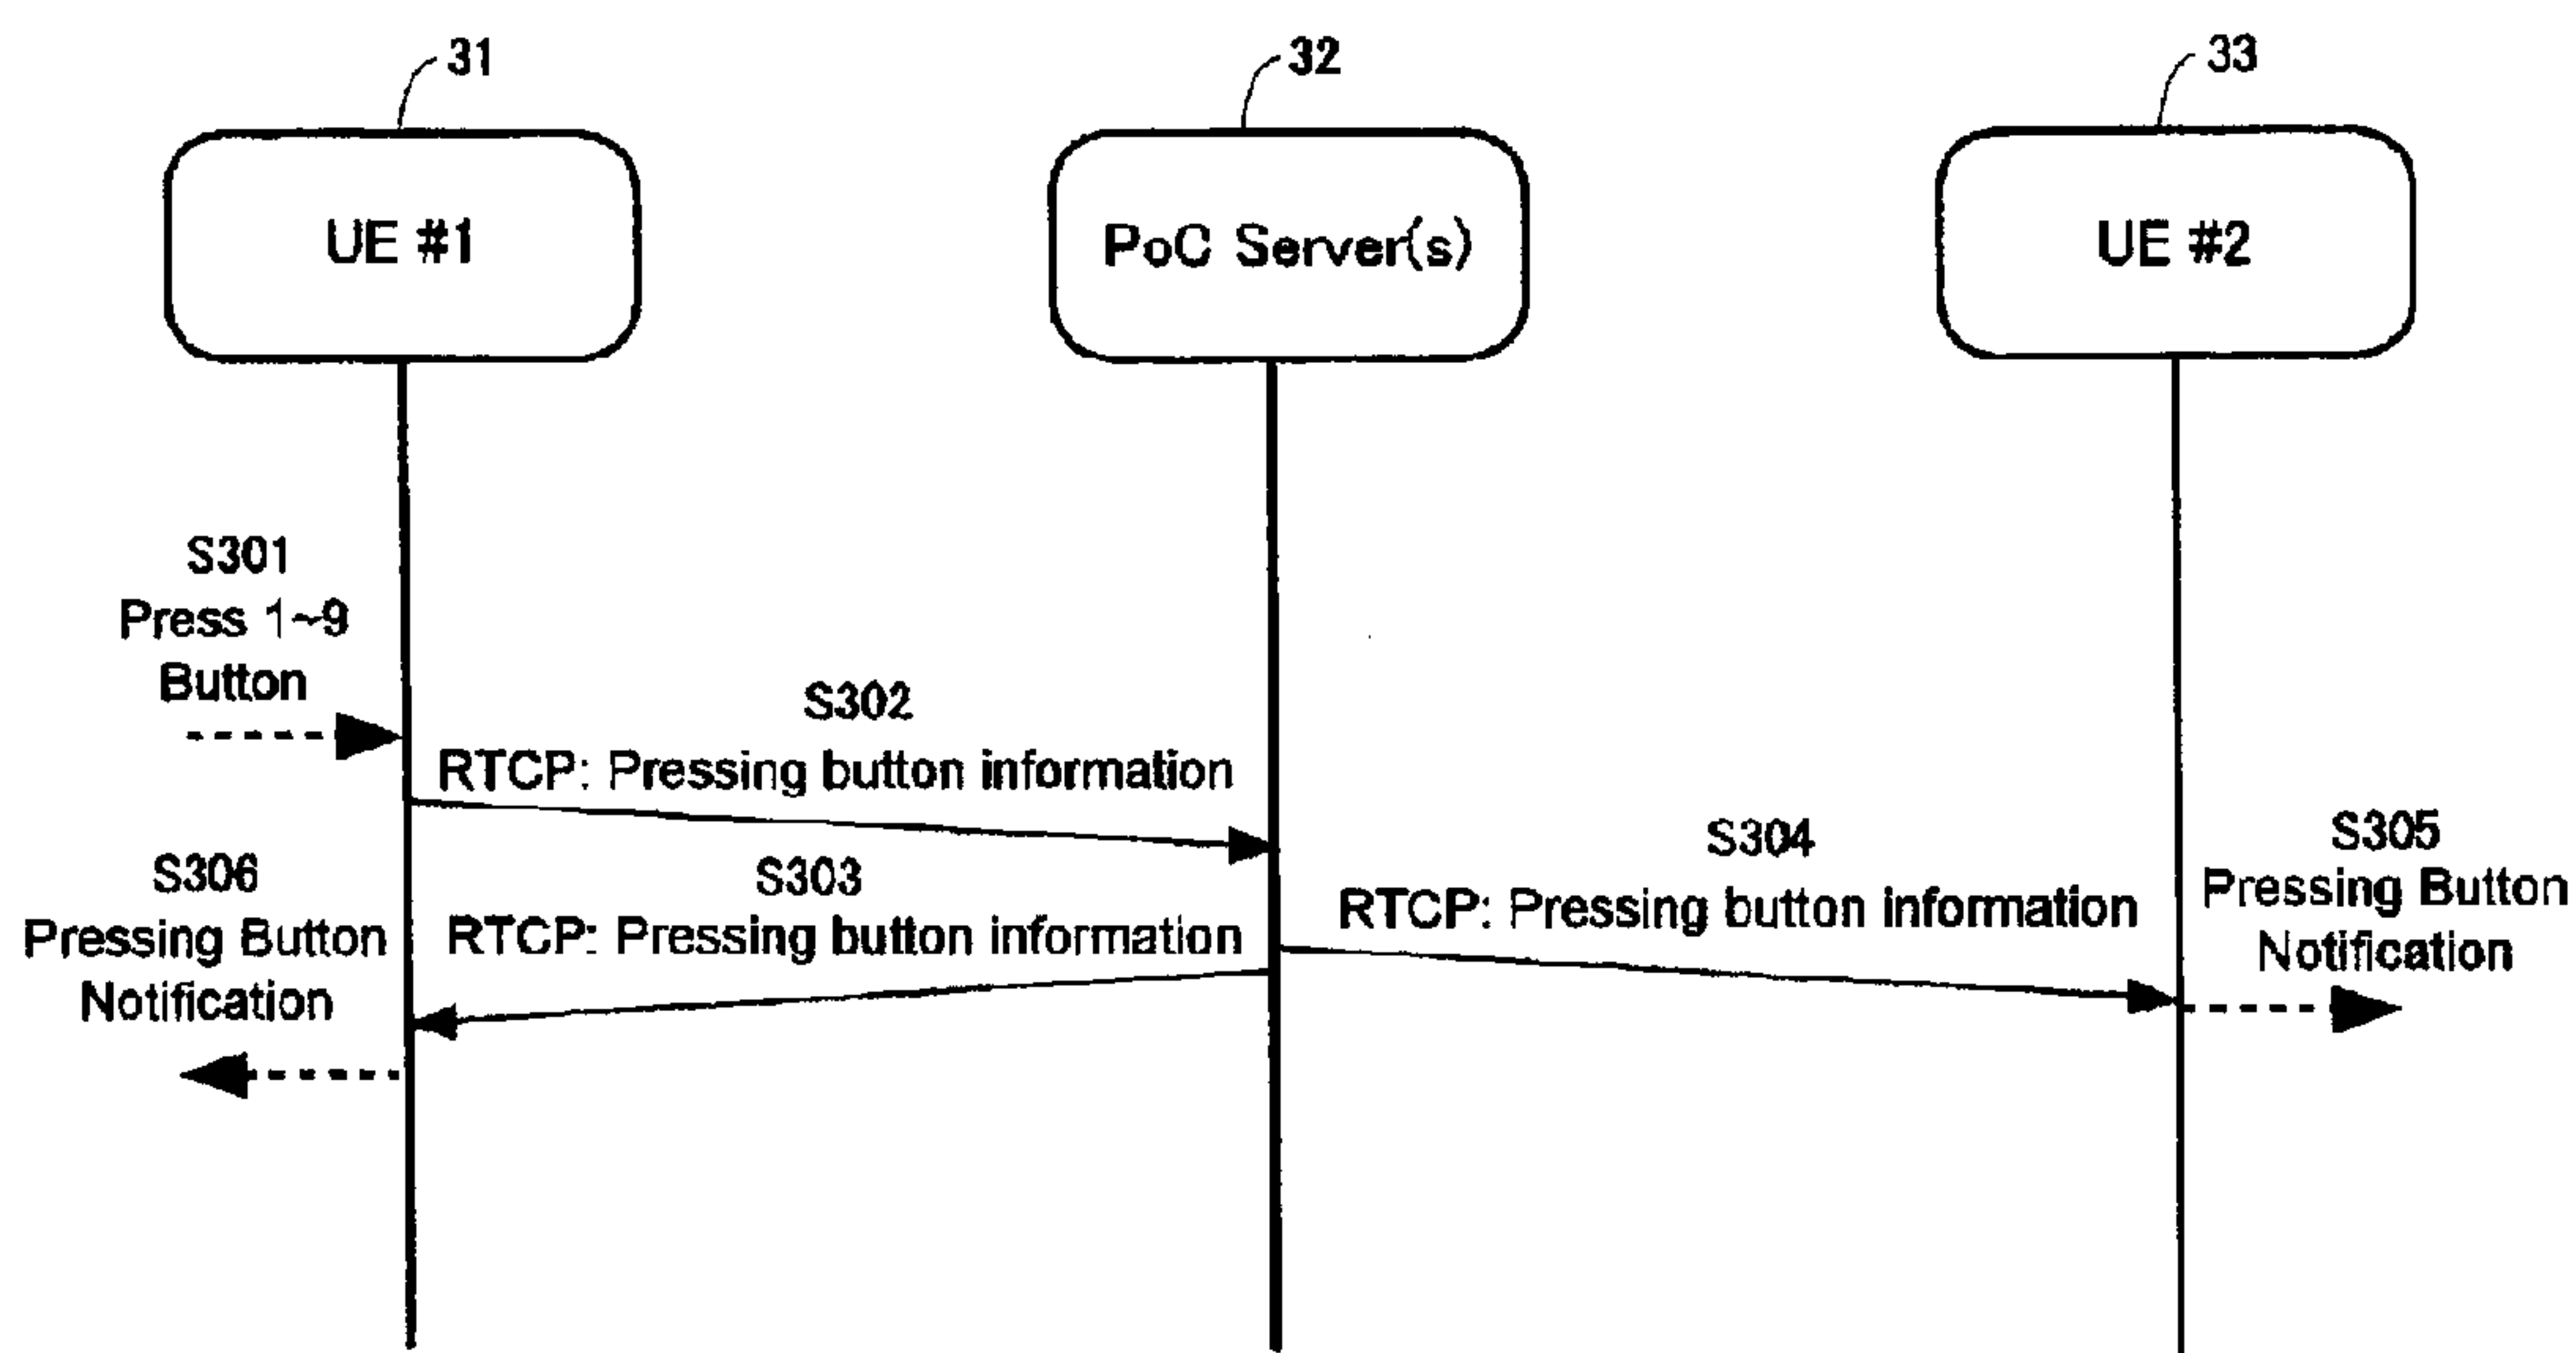 31
32
33
UE #1
PoC Server(s)
UE #2
S301
Press 1~9
Button
S302
RTCP: Pressing button information
S306
Pressing Button
Notification
S303
RTCP: Pressing button information
S304
RTCP: Pressing button information
S305
Pressing Button
Notification